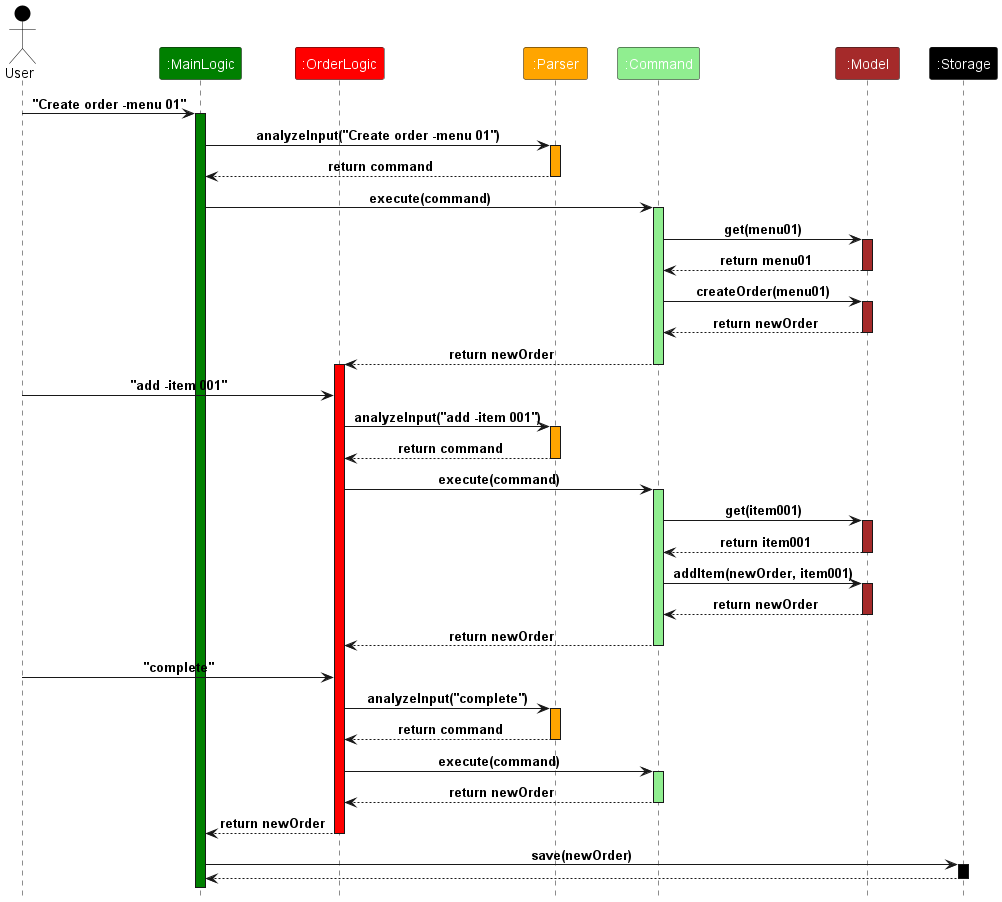 User
:MainLogic
:OrderLogic
:Parser
:Command
:Model
:Storage
"Create order -menu 01"
analyzeInput("Create order -menu 01")
return command
execute(command)
get(menu01)
return menu01
createOrder(menu01)
return newOrder
return newOrder
"add -item 001"
analyzeInput("add -item 001")
return command
execute(command)
get(item001)
return item001
addItem(newOrder, item001)
return newOrder
return newOrder
"complete"
analyzeInput("complete")
return command
execute(command)
return newOrder
return newOrder
save(newOrder)